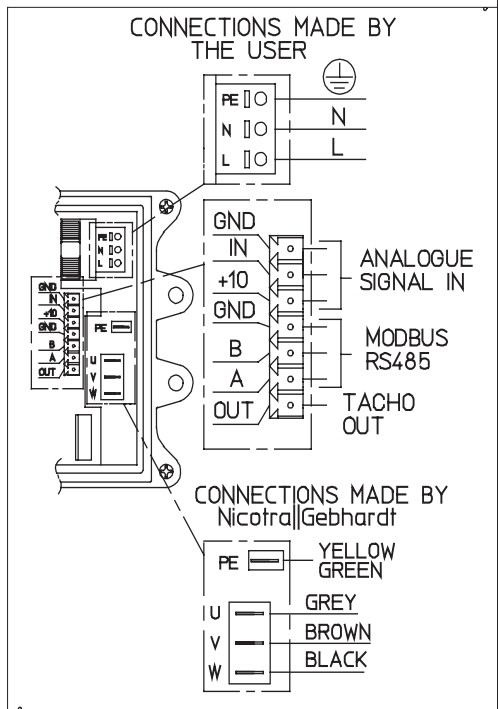 CONNECTIONS MADE BY
THE USER
PE
N
N
L
L
PE
N
L
GND
IN
+10
GND
B
A
OUT
PE
U
V
W
GND
IN
+10
GND
B
A
OUT
ANALOGUE
SIGNAL IN
MODBUS
RS485
TACHO
OUT
CONNECTIONS MADE BY
Nicotra||Gebhardt
PE
YELLOW
GREEN
U
GREY
V
BROWN
W
BLACK